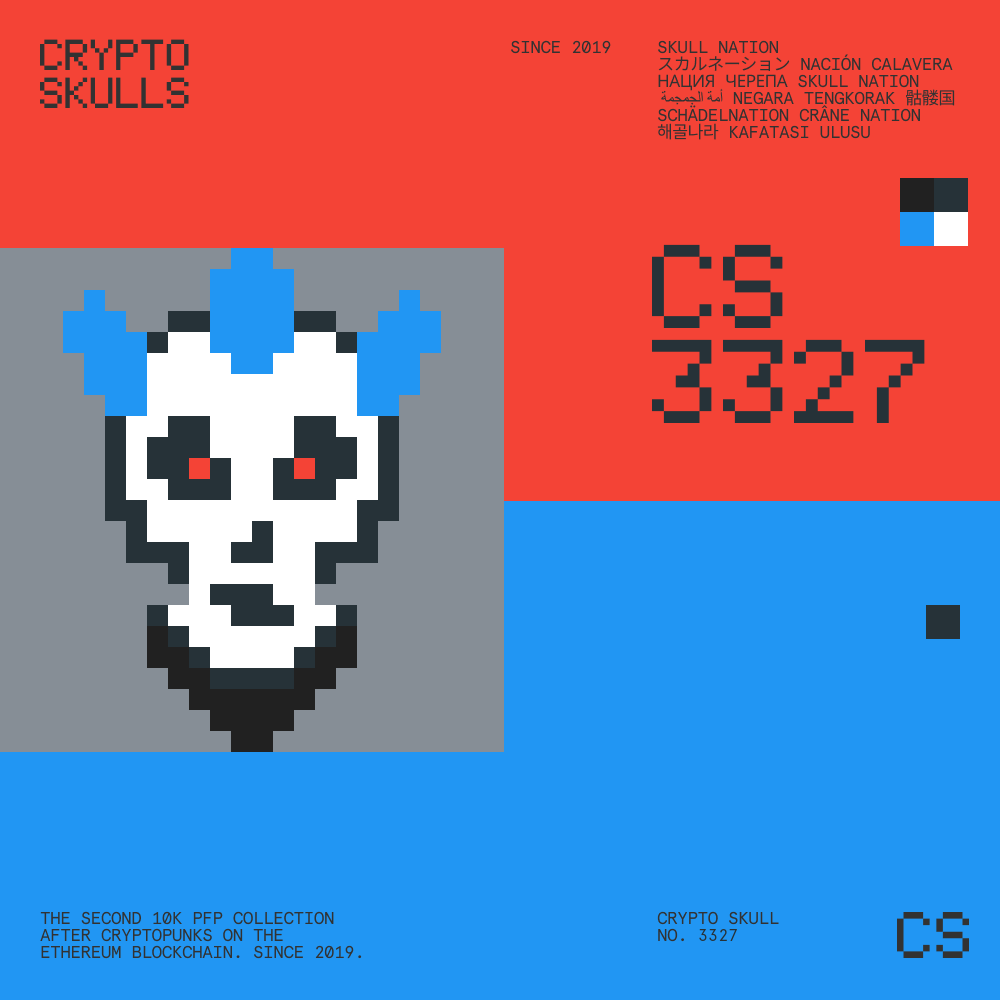 CRYPTO
SKULLS
SINCE 2019
SKULL NATION
スカルネーション NACIÓN CALAVERA
НАЦИЯ ЧЕРЕПА SKULL NATION
أمة الجمجمة NEGARA TENGKORAK 骷髅国
SCHÄDELNATION CRÂNE NATION
해골나라 KAFATASI ULUSU
CS
3327
THE SECOND 10K PFP COLLECTION
AFTER CRYPTOPUNKS ON THE
ETHEREUM BLOCKCHAIN. SINCE 2019.
CRYPTO SKULL
NO. 3327
CS